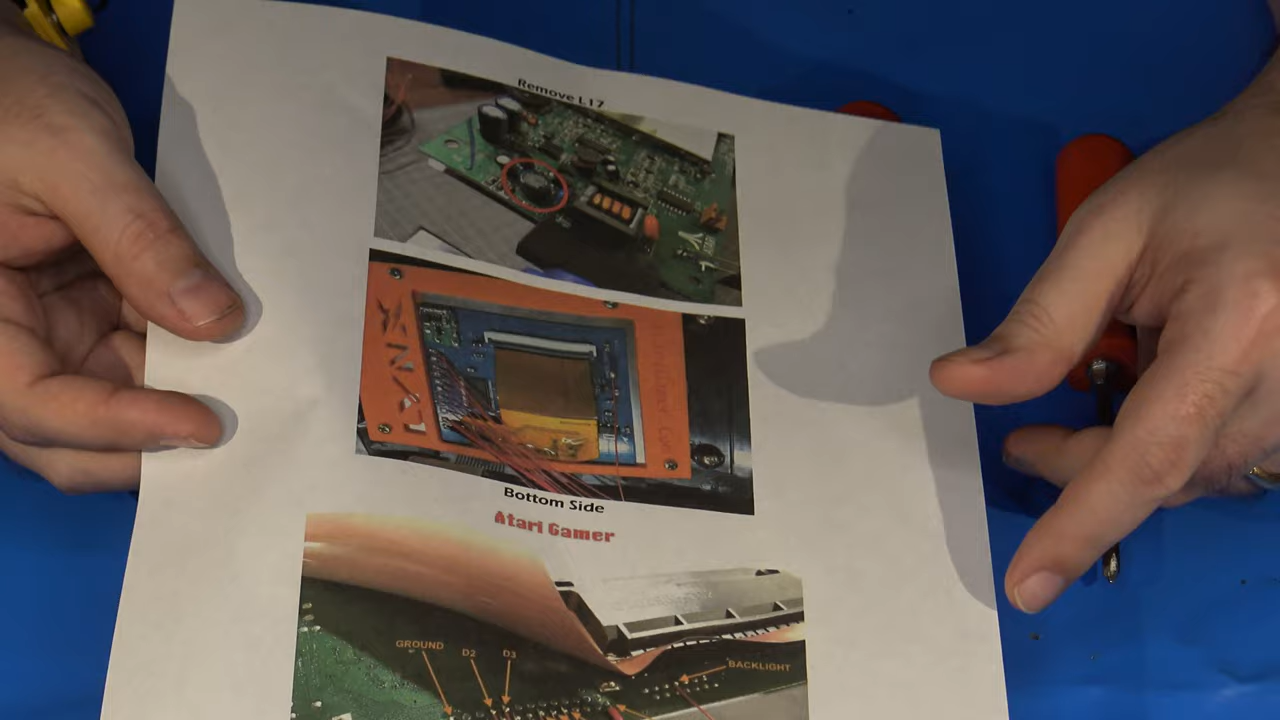 Remove L17
LYNX
Bottom Side
Atari Gamer
GROUND
D2
D3
BACKLIGHT